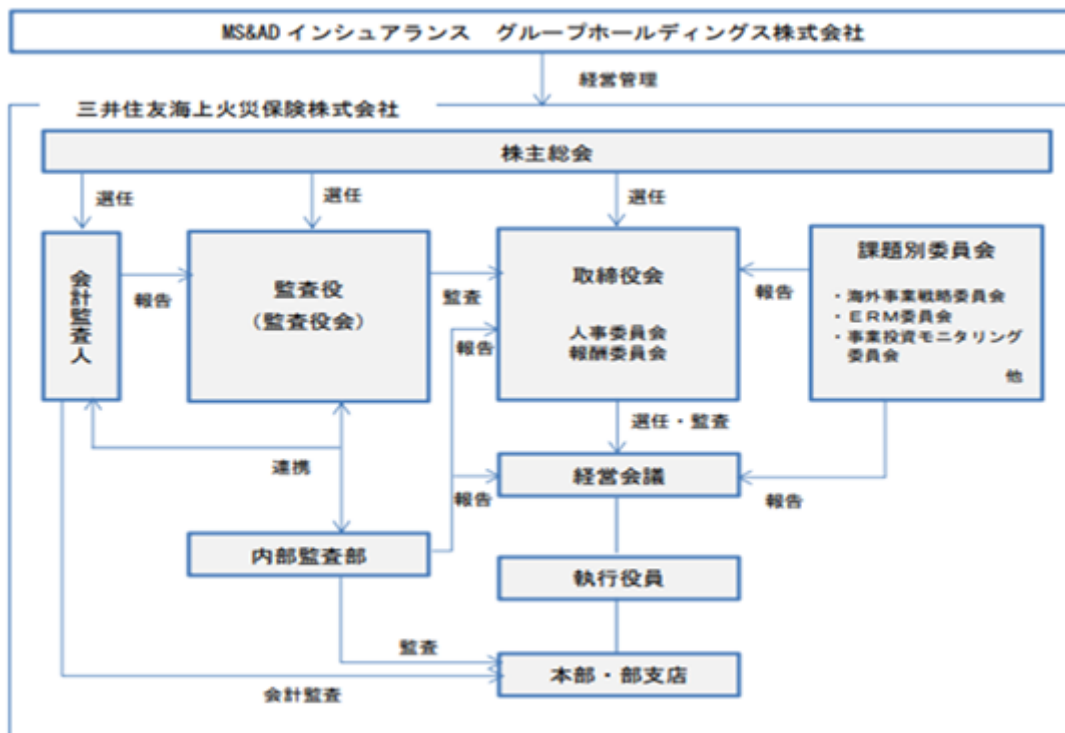 MS&AD インシュアランス　グループホールディングス株式会社
経営管理
三井住友海上火災保険株式会社
株主総会
選任
選任
選任
会計監査人
報告
監査役
（監査役会）
監査
報告
取締役会
人事委員会
報酬委員会
報告
課題別委員会
・海外事業戦略委員会
・ＥＲＭ委員会
・事業投資モニタリング
委員会
他
選任・監査
連携
経営会議
報告
報告
内部監査部
執行役員
監査
本部・部支店
会計監査